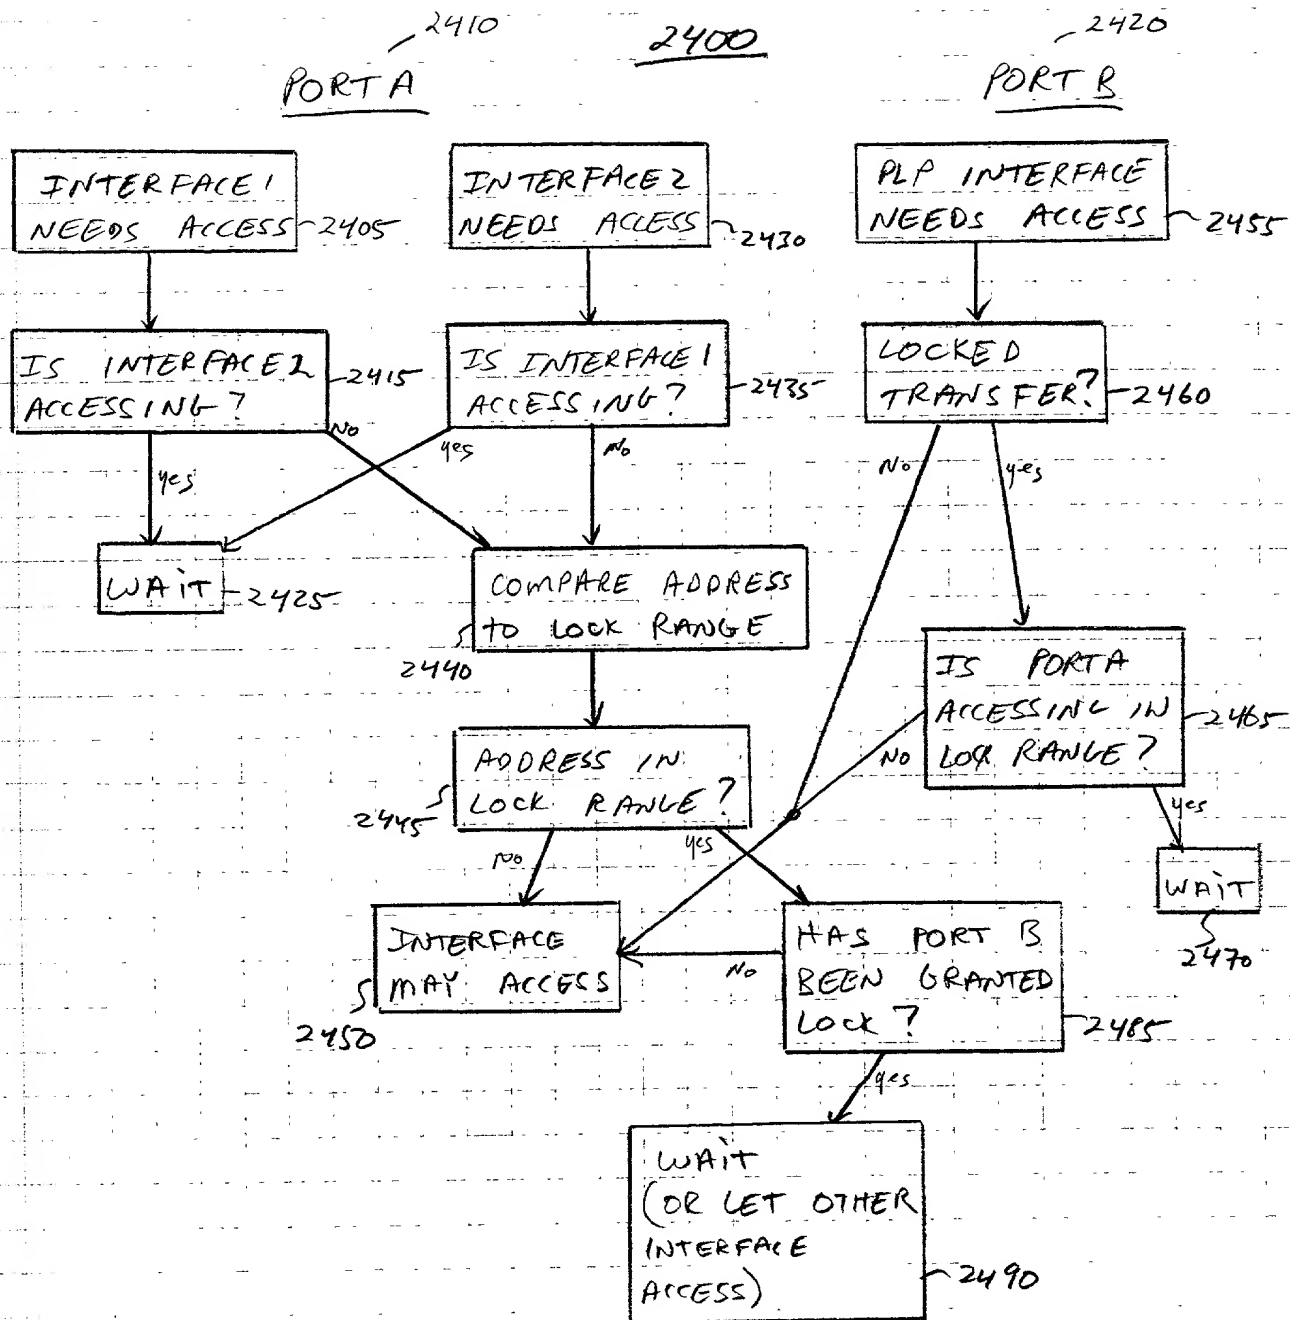 2410
2400
2420
PORT A
PORT B
INTERFACE 1
NEEDS ACCESS
2405
INTERFACE 2
NEEDS ACCESS
2430
PLP INTERFACE
NEEDS ACCESS
2455
IS INTERFACE 2
ACCESSING?
2415
IS INTERFACE 1
ACCESSING?
2435
LOCKED
TRANSFER?
2460
No
yes
yes
No
No
yes
WAIT
2425
COMPARE ADDRESS
TO LOCK RANGE
2440
IS PORT A
ACCESSING IN
LOCK RANGE?
2465
No
yes
ADDRESS IN
LOCK RANGE?
2445
No
yes
WAIT
2470
INTERFACE
MAY ACCESS
2450
HAS PORT B
BEEN GRANTED
LOCK?
2485
No
yes
WAIT
(OR LET OTHER
INTERFACE
ACCESS)
2490